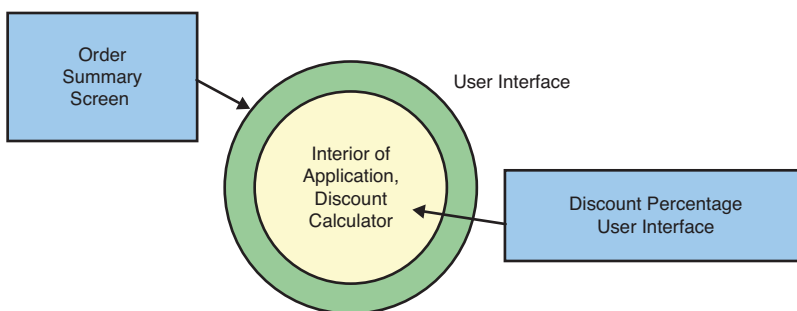 Order
Summary
Screen
User Interface
Interior of
Application,
Discount
Calculator
Discount Percentage
User Interface